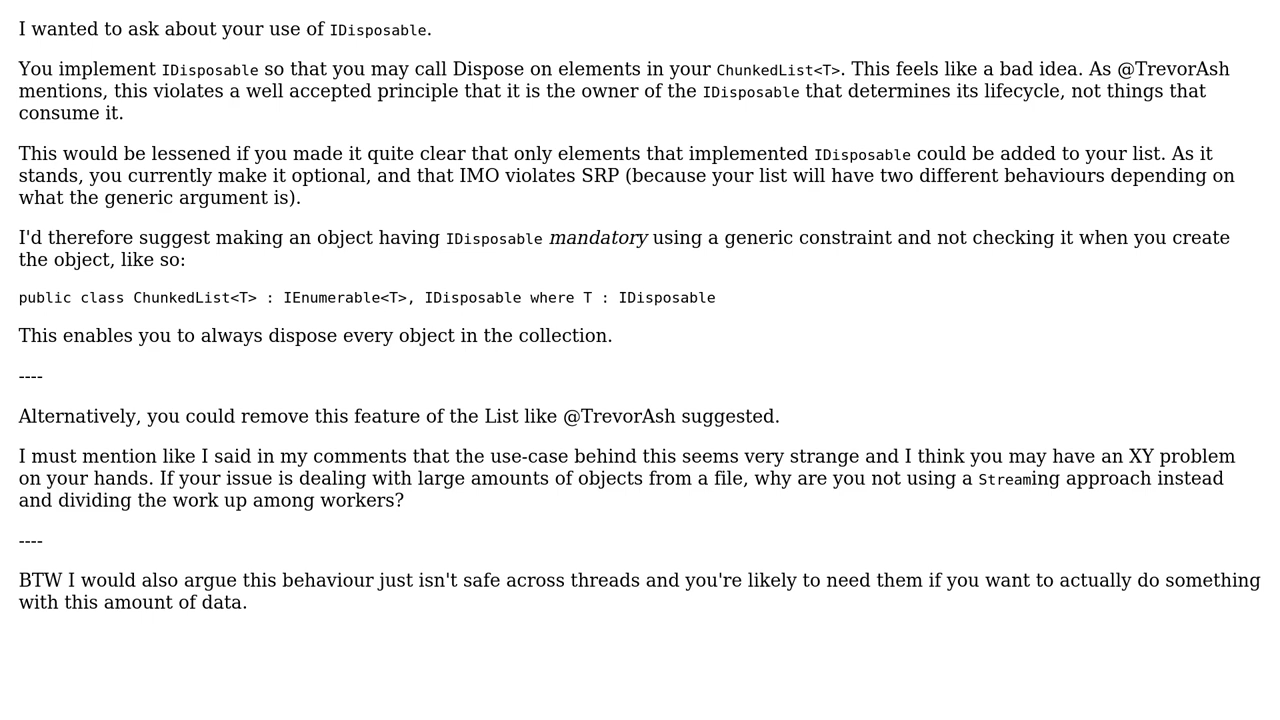 I wanted to ask about your use of IDisposable.
You implement IDisposable so that you may call Dispose on elements in your ChunkedList<T>. This feels like a bad idea. As @TrevorAsh
mentions, this violates a well accepted principle that it is the owner of the IDisposable that determines its lifecycle, not things that
consume it.
This would be lessened if you made it quite clear that only elements that implemented IDisposable could be added to your list. As it
stands, you currently make it optional, and that IMO violates SRP (because your list will have two different behaviours depending on
what the generic argument is).
I'd therefore suggest making an object having IDisposable mandatory using a generic constraint and not checking it when you create
the object, like so:
public class ChunkedList<T> : IEnumerable<T>, IDisposable where T : IDisposable
This enables you to always dispose every object in the collection.
----
Alternatively, you could remove this feature of the List like @TrevorAsh suggested.
I must mention like I said in my comments that the use-case behind this seems very strange and I think you may have an XY problem
on your hands. If your issue is dealing with large amounts of objects from a file, why are you not using a Streaming approach instead
and dividing the work up among workers?
----
BTW I would also argue this behaviour just isn't safe across threads and you're likely to need them if you want to actually do something
with this amount of data.